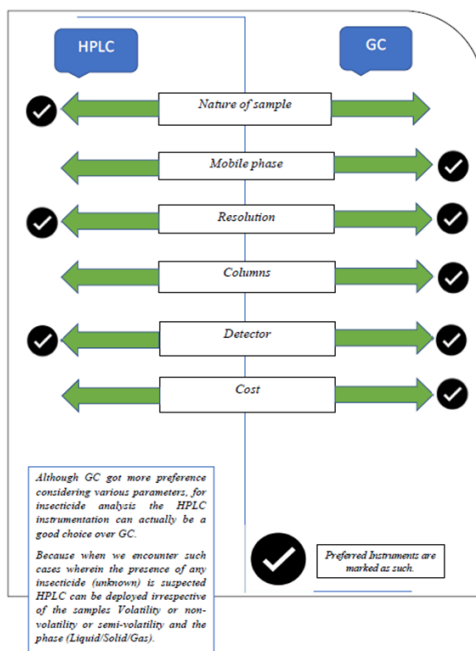 HPLC
GC
Nature of sample
Mobile phase
Resolution
Columns
Detector
Cost
Although GC got more preference
considering various parameters, for
insecticide analysis the HPLC
instrumentation can actually be a
good choice over GC.
Because when we encounter such
cases wherein the presence of any
insecticide (unknown) is suspected
HPLC can be deployed irrespective
of the samples Volatility or non-
volatility or semi-volatility and the
phase (Liquid/Solid/Gas).
Preferred Instruments are
marked as such.